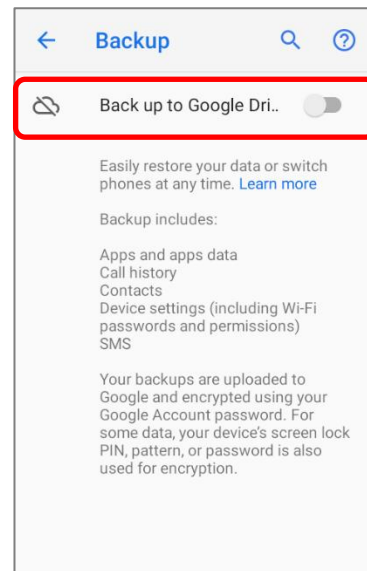 Backup
Back up to Google Dri..
Easily restore your data or switch
phones at any time. Learn more
Backup includes:
Apps and apps data
Call history
Contacts
Device settings (including Wi-Fi
passwords and permissions)
SMS
Your backups are uploaded to
Google and encrypted using your
Google Account password. For
some data, your device's screen lock
PIN, pattern, or password is also
used for encryption.